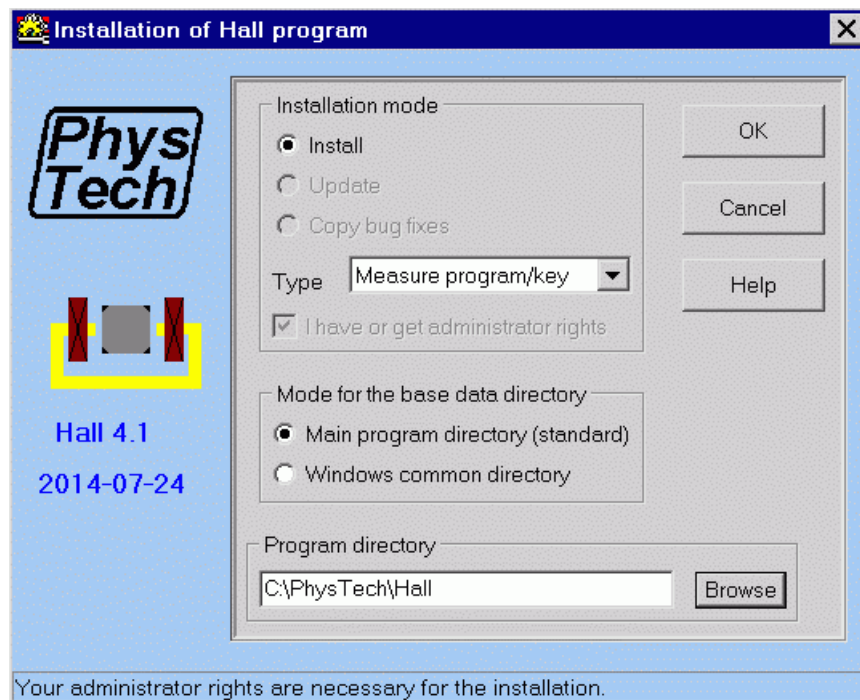 Installation of Hall program
Phys
Tech
Hall 4.1
2014-07-24
Installation mode
Install
Update
Copy bug fixes
Type Measure program/key
I have or get administrator rights
OK
Cancel
Help
Mode for the base data directory
Main program directory (standard)
Windows common directory
Program directory
C:\PhysTech\Hall Browse
Your administrator rights are necessary for the installation.